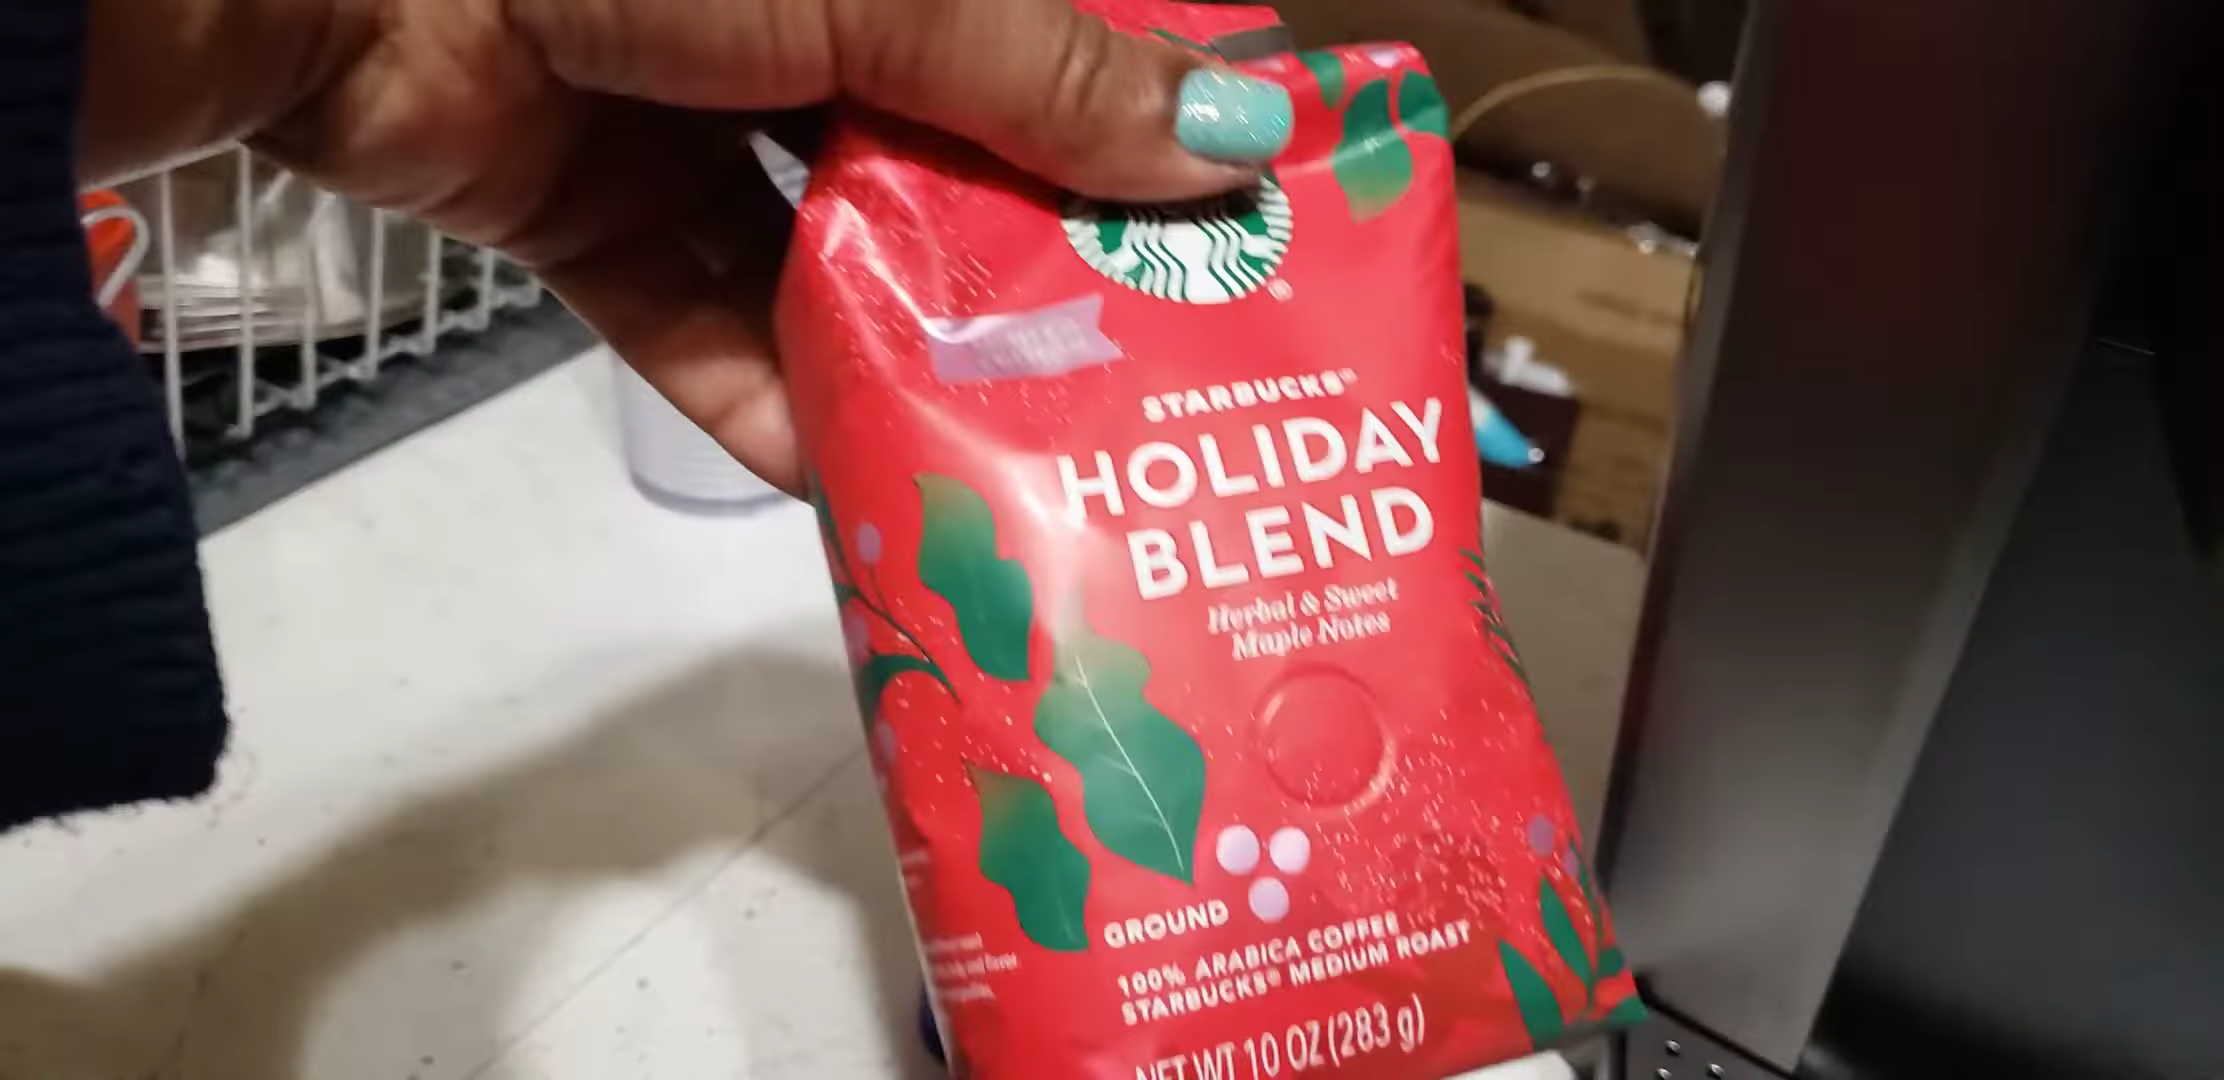 STARBUCKS®
HOLIDAY
BLEND
Herbal & Sweet
Maple Notes
GROUND
100% ARABICA COFFEE
STARBUCKS® MEDIUM ROAST
NET WT 10 OZ (283 g)